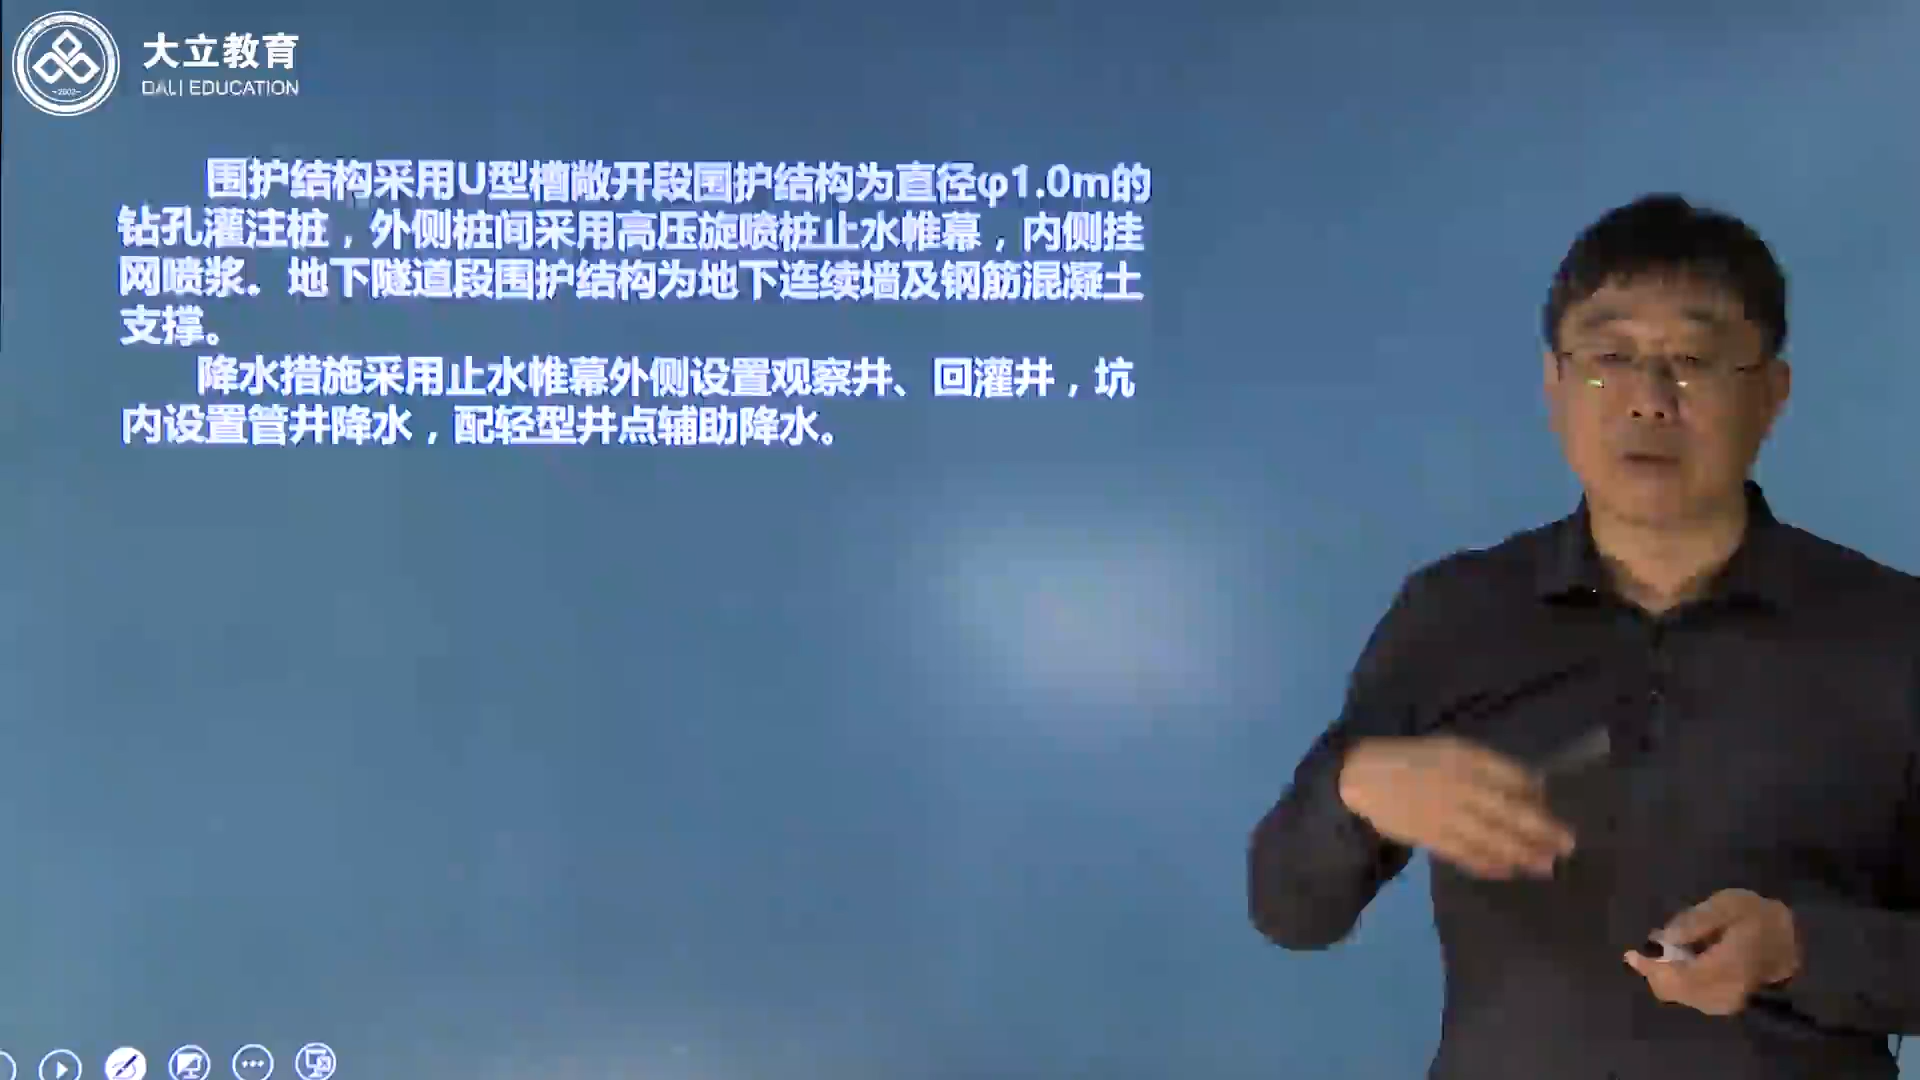 大立教育
DALI EDUCATION
~2002~
围护结构采用U型槽敞开段围护结构为直径φ1.0m的
钻孔灌注桩，外侧桩间采用高压旋喷桩止水帷幕，内侧挂
网喷浆。地下隧道段围护结构为地下连续墙及钢筋混凝土
支撑。
降水措施采用止水帷幕外侧设置观察井、回灌井，坑
内设置管井降水，配轻型井点辅助降水。